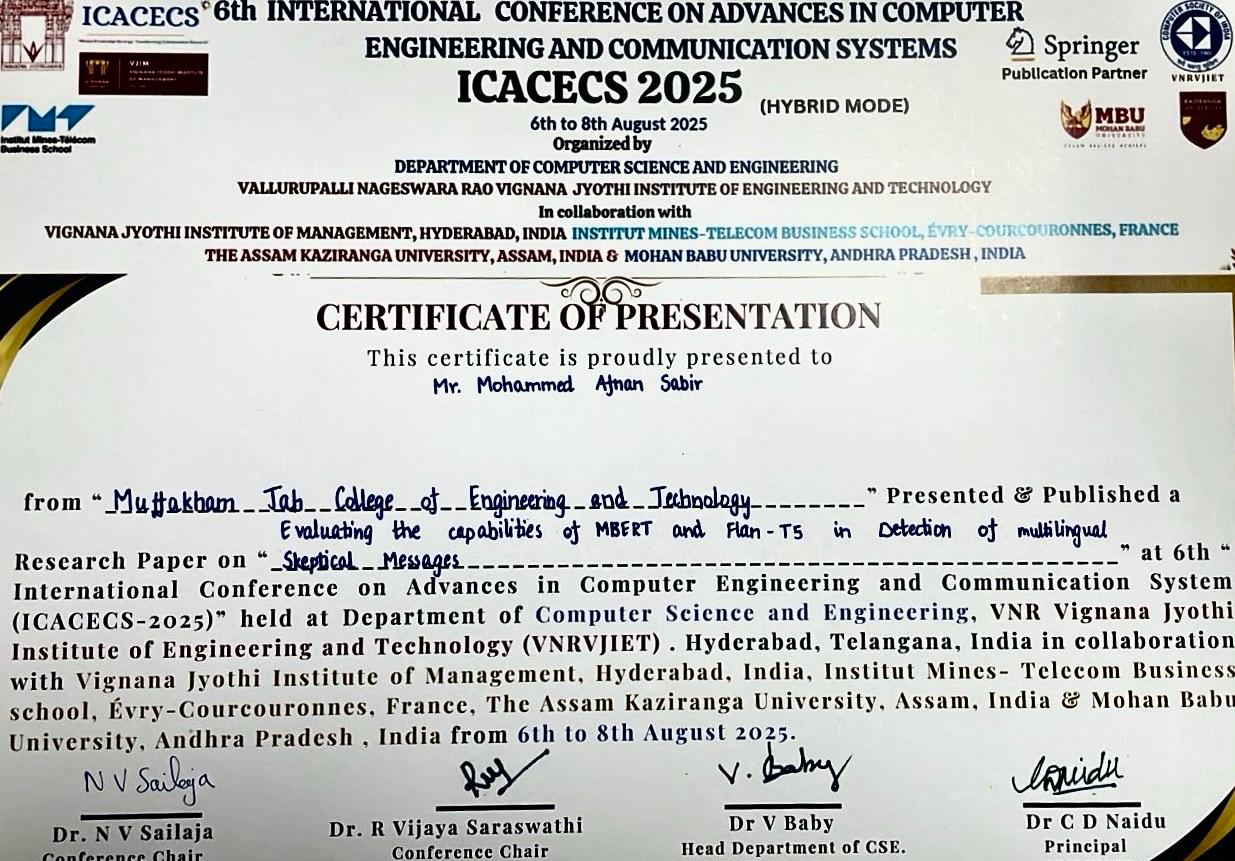 ICACECS 6th INTERNATIONAL CONFERENCE ON ADVANCES IN COMPUTER
ENGINEERING AND COMMUNICATION SYSTEMS
ICACECS 2025 (HYBRID MODE)
6th to 8th August 2025
Organized by
DEPARTMENT OF COMPUTER SCIENCE AND ENGINEERING
VALLURUPALLI NAGESWARA RAO VIGNANA JYOTHI INSTITUTE OF ENGINEERING AND TECHNOLOGY
In collaboration with
VIGNANA JYOTHI INSTITUTE OF MANAGEMENT, HYDERABAD, INDIA INSTITUT MINES-TELECOM BUSINESS SCHOOL, ÉVRY-COURCOURONNES, FRANCE
THE ASSAM KAZIRANGA UNIVERSITY, ASSAM, INDIA & MOHAN BABU UNIVERSITY, ANDHRA PRADESH, INDIA
VJIM
VIGNANA JYOTHI INSTITUTE
OF MANAGEMENT
Institut Mines-Télécom
Business School
Springer
Publication Partner
COMPUTER SOCIETY OF INDIA
VNRVJIET
MBU
MOHAN BABU
UNIVERSITY
KAZIRANGA
CERTIFICATE OF PRESENTATION
This certificate is proudly presented to
Mr. Mohammed Afnan Sabir
from “ Muffakham Jah College of Engineering and Technology ” Presented & Published a
Evaluating the capabilities of MBERT and Flan-T5 in Detection of multilingual
Research Paper on “ Skeptical Messages ” at 6th “
International Conference on Advances in Computer Engineering and Communication System
(ICACECS-2025)” held at Department of Computer Science and Engineering, VNR Vignana Jyothi
Institute of Engineering and Technology (VNRVJIET) . Hyderabad, Telangana, India in collaboration
with Vignana Jyothi Institute of Management, Hyderabad, India, Institut Mines- Telecom Business
school, Évry-Courcouronnes, France, The Assam Kaziranga University, Assam, India & Mohan Babu
University, Andhra Pradesh , India from 6th to 8th August 2025.
N V Sailaja
V. Baby
Dr. N V Sailaja
Conference Chair
Dr. R Vijaya Saraswathi
Conference Chair
Dr V Baby
Head Department of CSE.
Dr C D Naidu
Principal